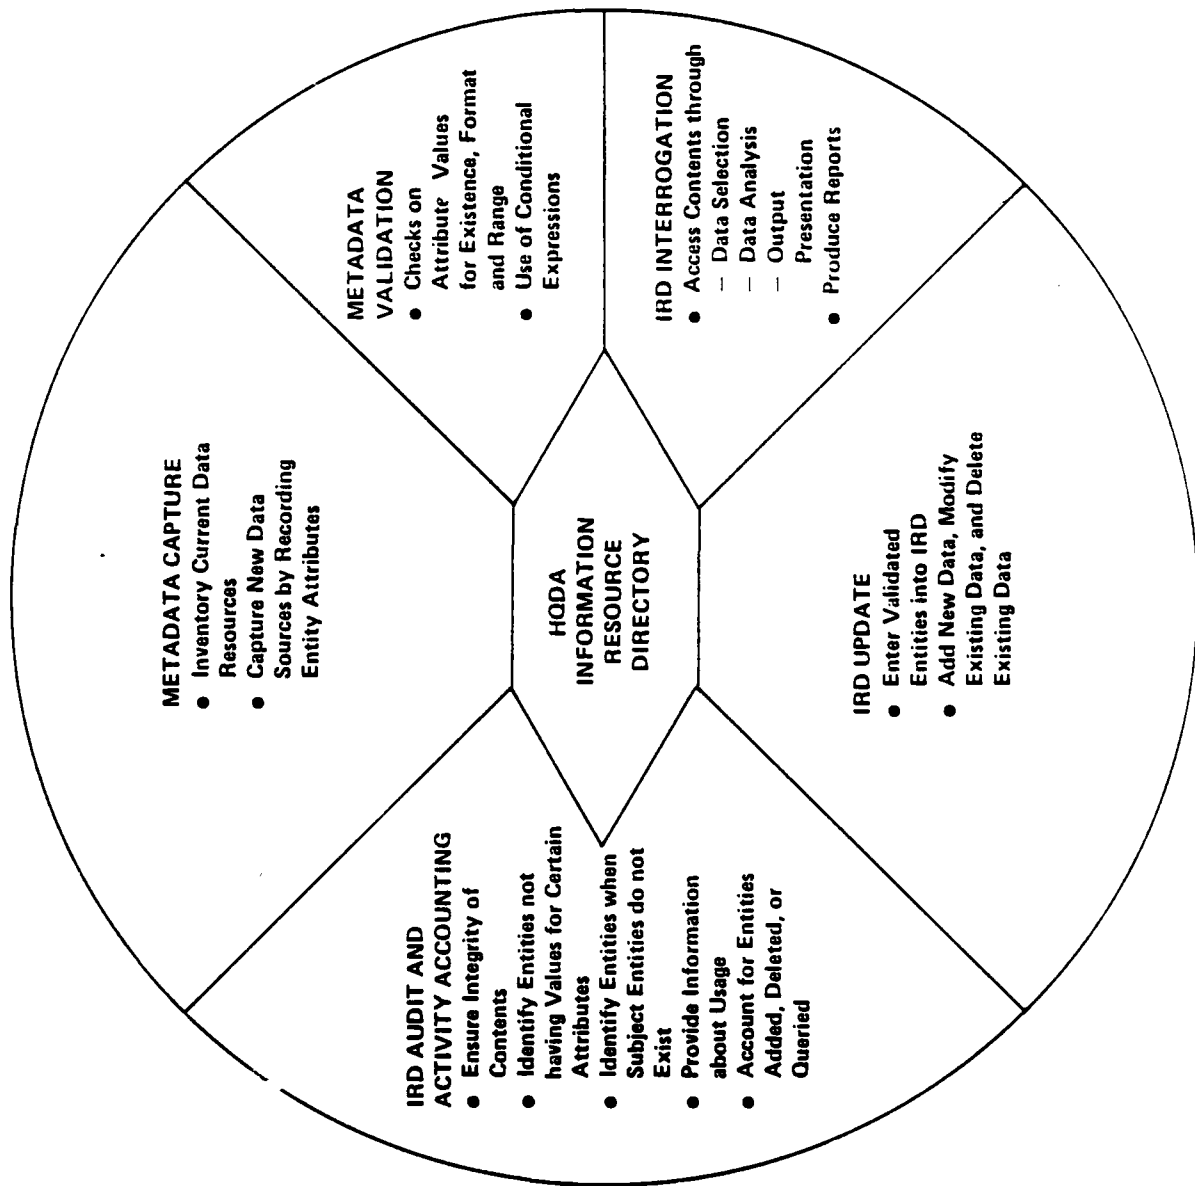 METADATA CAPTURE
● Inventory Current Data
Resources
● Capture New Data
Sources by Recording
Entity Attributes
METADATA
VALIDATION
● Checks on
Attribute Values
for Existence, Format
and Range
● Use of Conditional
Expressions
IRD INTERROGATION
● Access Contents through
— Data Selection
— Data Analysis
— Output
Presentation
● Produce Reports
IRD UPDATE
● Enter Validated
Entities into IRD
● Add New Data, Modify
Existing Data, and Delete
Existing Data
IRD AUDIT AND
ACTIVITY ACCOUNTING
● Ensure Integrity of
Contents
● Identify Entities not
having Values for Certain
Attributes
● Identify Entities when
Subject Entities do not
Exist
● Provide Information
about Usage
● Account for Entities
Added, Deleted, or
Queried
HQDA
INFORMATION
RESOURCE
DIRECTORY